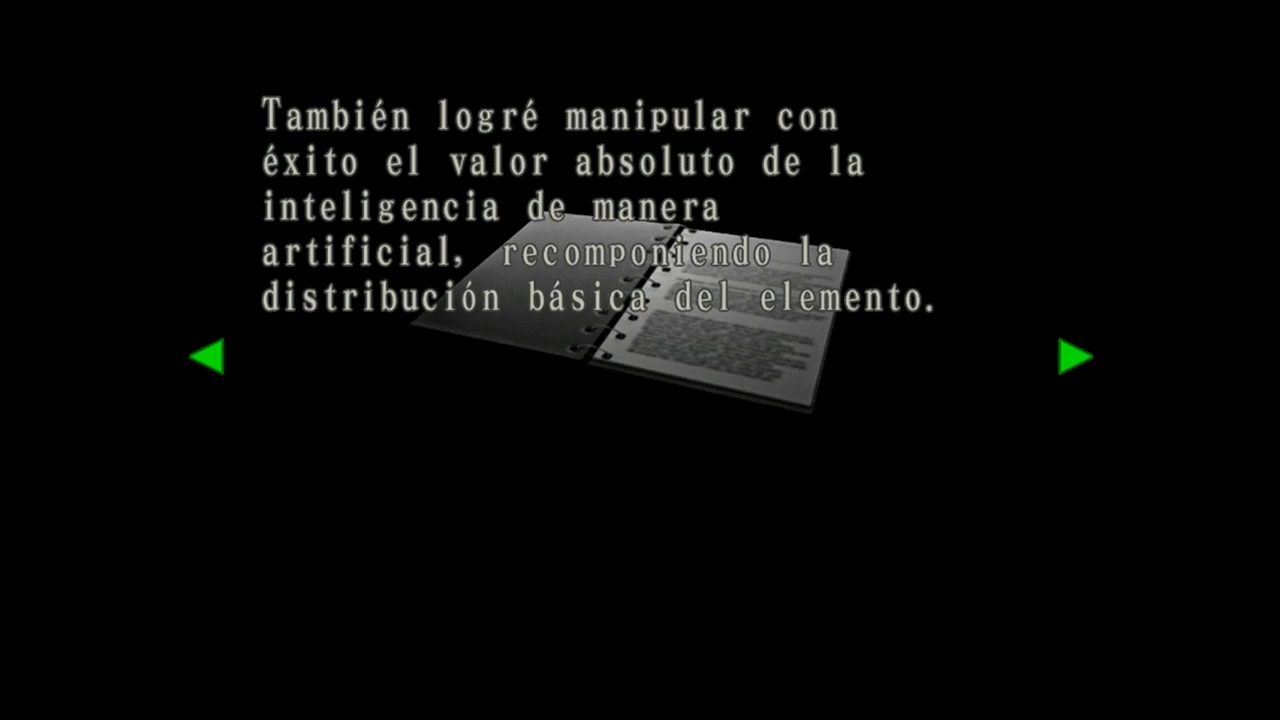 También logré manipular con
éxito el valor absoluto de la
inteligencia de manera
artificial, recomponiendo la
distribución básica del elemento.